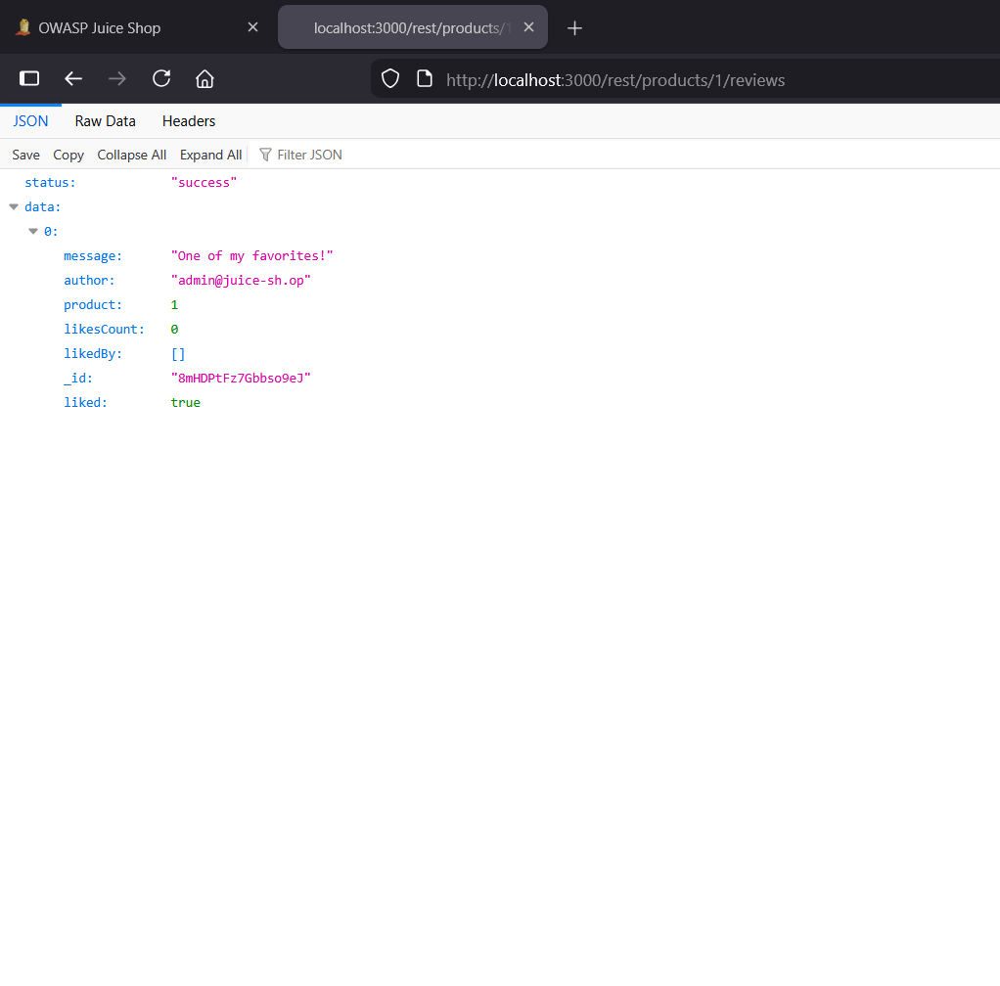 OWASP Juice Shop
localhost:3000/rest/products/1
http://localhost:3000/rest/products/1/reviews
JSON Raw Data Headers
Save Copy Collapse All Expand All Filter JSON
status: "success"
data:
0:
message: "One of my favorites!"
author: "admin@juice-sh.op"
product: 1
likesCount: 0
likedBy: []
_id: "8mHDPtFz7Gbbso9eJ"
liked: true